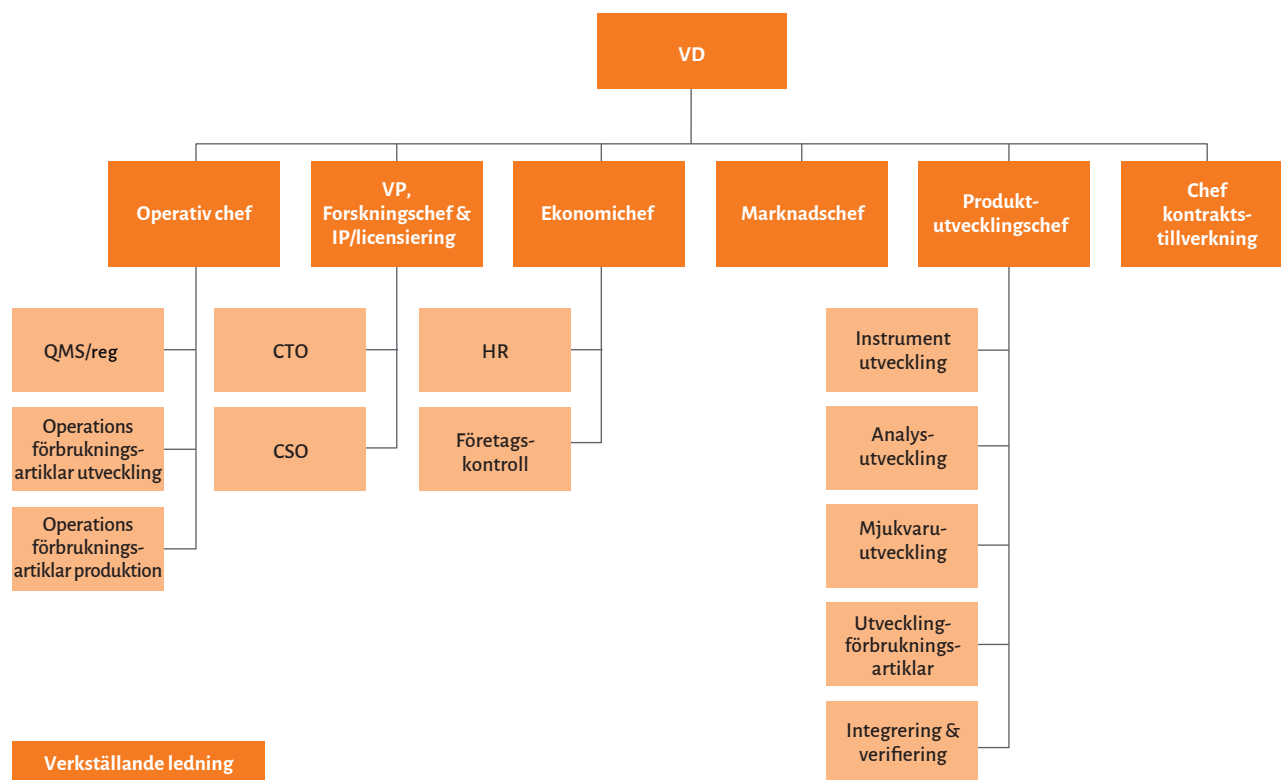 VD
Operativ chef
VP,
Forskningschef &
IP/licensiering
Ekonomichef
Marknadschef
Produkt-
utvecklingschef
Chef
kontrakts-
tillverkning
QMS/reg
Operations
förbruknings-
artiklar utveckling
Operations
förbruknings-
artiklar produktion
CTO
CSO
HR
Företags-
kontroll
Instrument
utveckling
Analys-
utveckling
Mjukvaru-
utveckling
Utveckling-
förbruknings-
artiklar
Integrering &
verifiering
Verkställande ledning